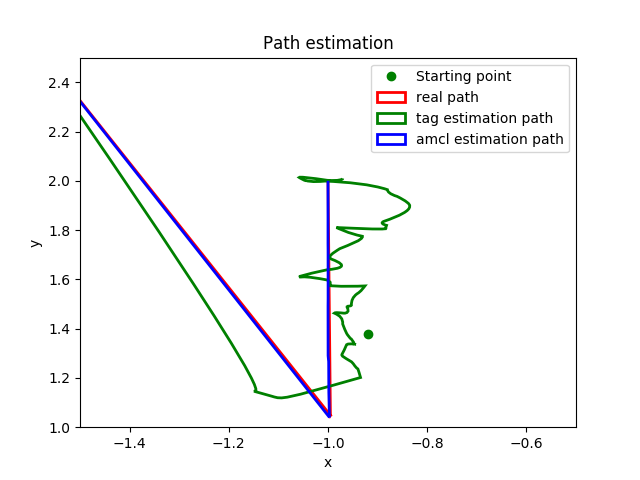 Path estimation
Starting point
real path
tag estimation path
amcl estimation path
2.4
2.2
2.0
1.8
1.6
1.4
1.2
1.0
y
−1.4
−1.2
−1.0
−0.8
−0.6
x